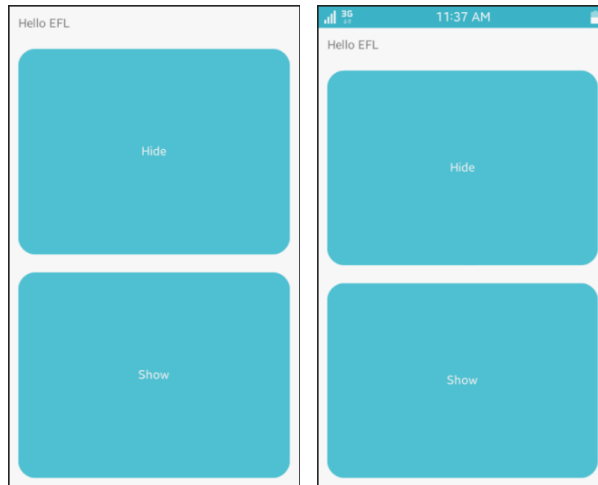 Hello EFL
Hide
Show
3G
11:37 AM
Hello EFL
Hide
Show